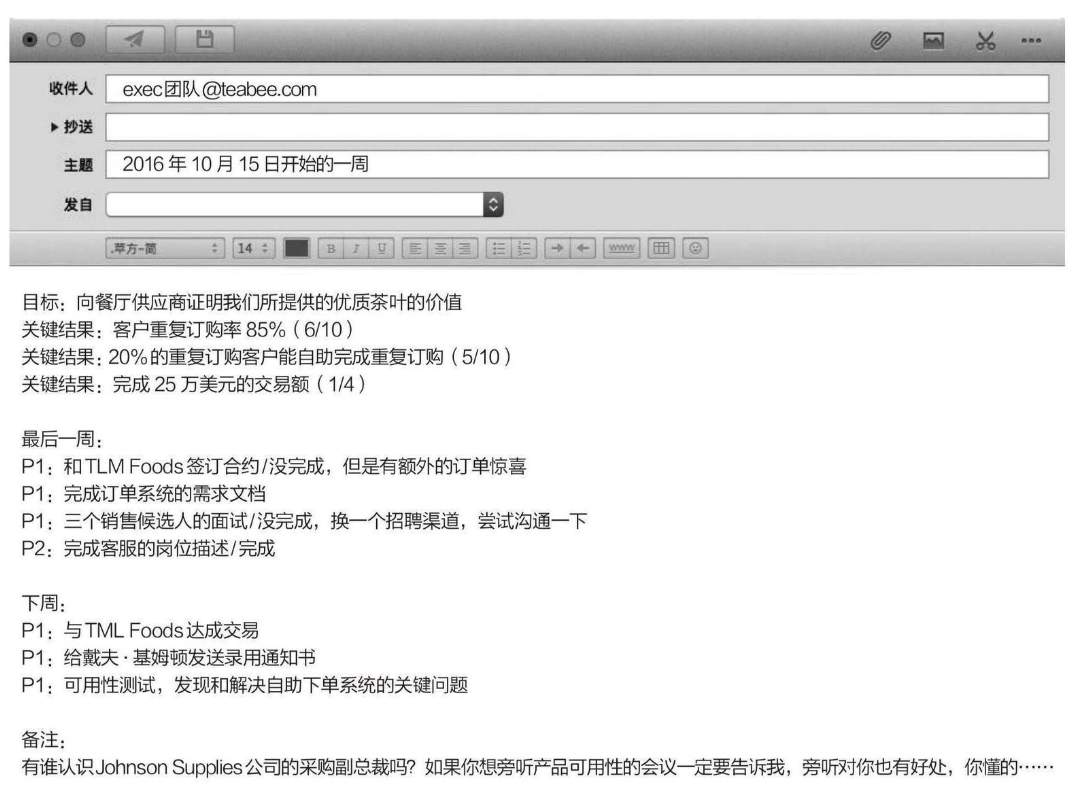 收件人 exec团队@teabee.com
▸ 抄送
主题 2016 年 10 月 15 日开始的一周
发自
.苹方-简 14 B I U www
目标：向餐厅供应商证明我们所提供的优质茶叶的价值
关键结果：客户重复订购率 85%（6/10）
关键结果：20%的重复订购客户能自助完成重复订购（5/10）
关键结果：完成 25 万美元的交易额（1/4）
最后一周：
P1：和TLM Foods签订合约/没完成，但是有额外的订单惊喜
P1：完成订单系统的需求文档
P1：三个销售候选人的面试/没完成，换一个招聘渠道，尝试沟通一下
P2：完成客服的岗位描述/完成
下周：
P1：与TML Foods达成交易
P1：给戴夫·基姆顿发送录用通知书
P1：可用性测试，发现和解决自助下单系统的关键问题
备注：
有谁认识Johnson Supplies公司的采购副总裁吗？如果你想旁听产品可用性的会议一定要告诉我，旁听对你也有好处，你懂的……